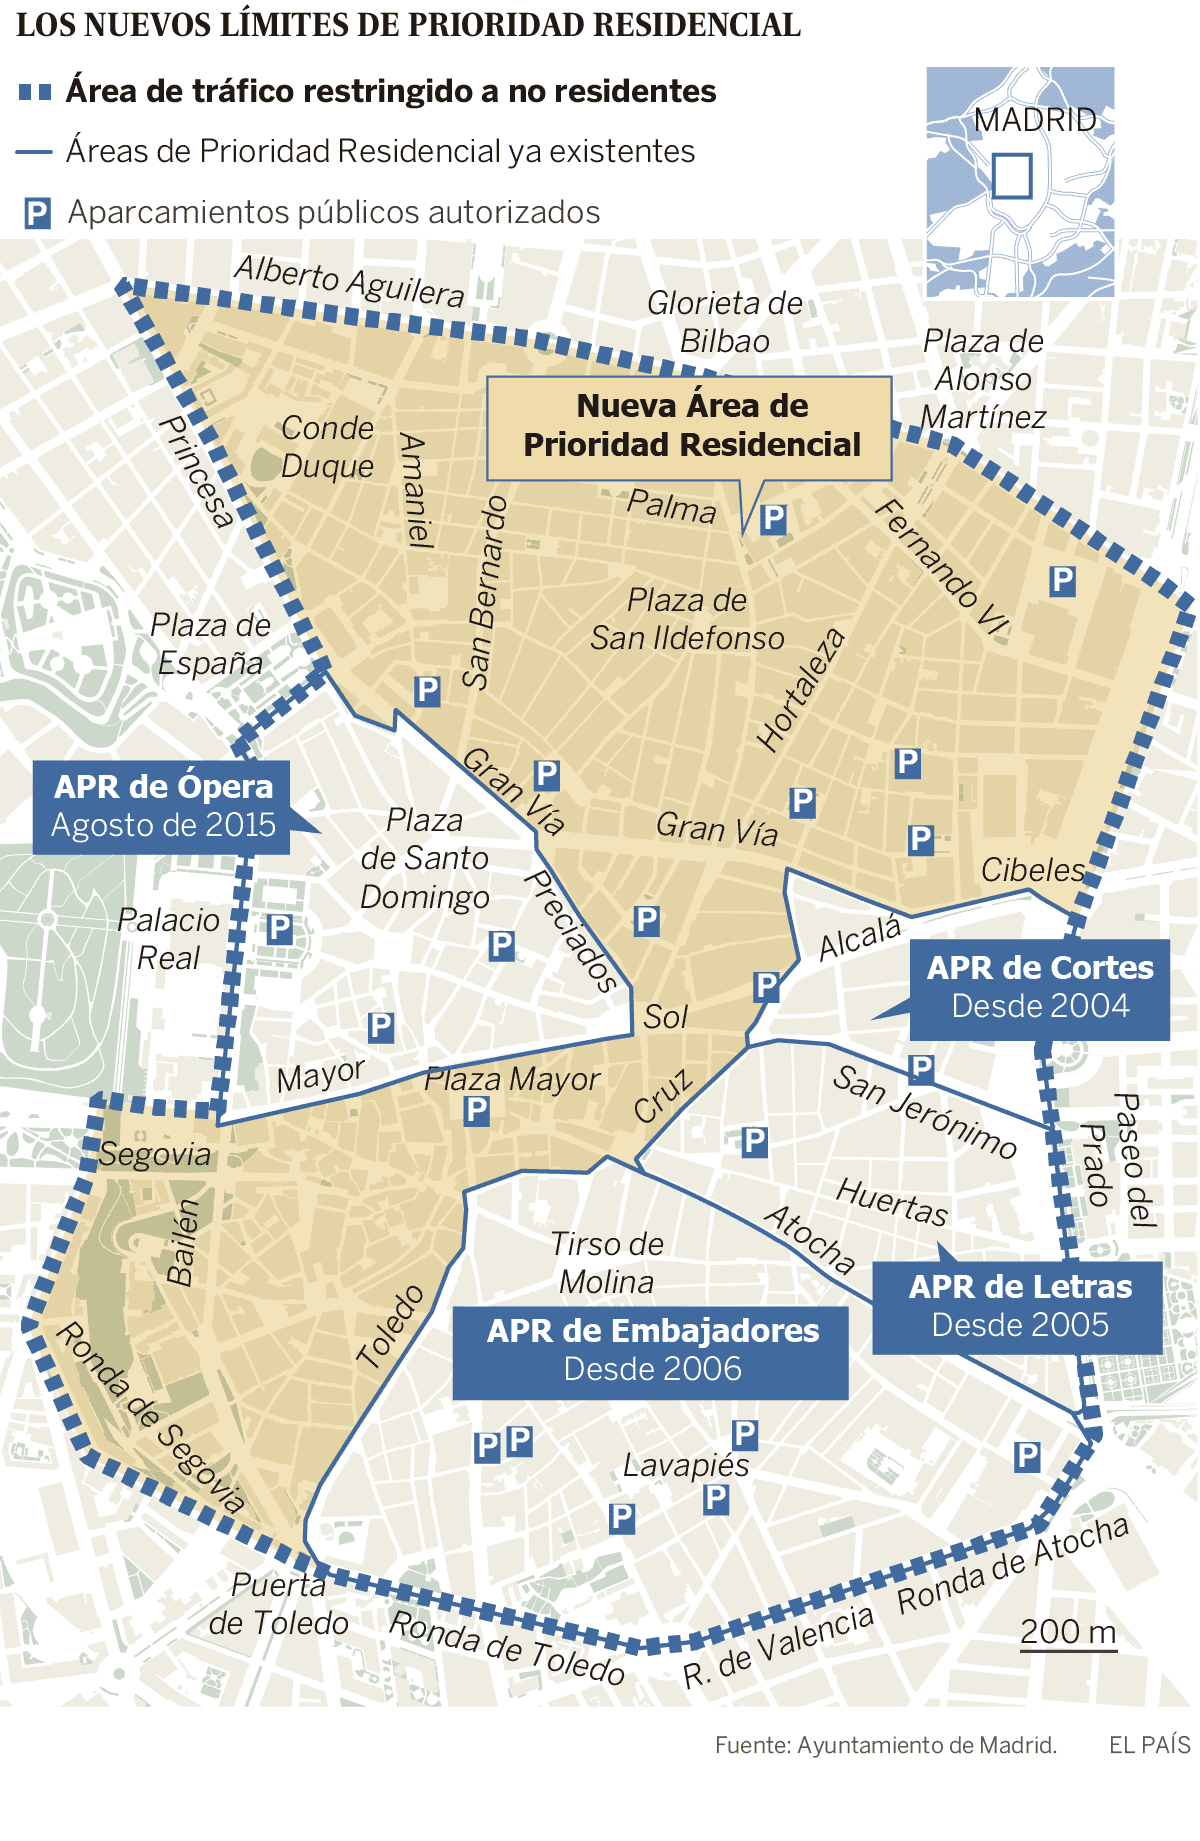 LOS NUEVOS LÍMITES DE PRIORIDAD RESIDENCIAL
Área de tráfico restringido a no residentes
Áreas de Prioridad Residencial ya existentes
P Aparcamientos públicos autorizados
MADRID
Alberto Aguilera
Glorieta de
Bilbao
Plaza de
Alonso
Martínez
Nueva Área de
Prioridad Residencial
Princesa
Conde
Duque
Amaniel
San Bernardo
Palma
P
Fernando VI
P
Plaza de
San Ildefonso
Hortaleza
Plaza de
España
P
Gran Vía
P
Gran Vía
P
P
P
Cibeles
APR de Ópera
Agosto de 2015
Plaza
de Santo
Domingo
Preciados
P
Alcalá
Palacio
Real
P
P
APR de Cortes
Desde 2004
P
Sol
P
Mayor
Plaza Mayor
P
Cruz
P
San Jerónimo
Paseo del
Prado
P
Segovia
Bailén
Huertas
Atocha
Tirso de
Molina
APR de Letras
Desde 2005
Toledo
APR de Embajadores
Desde 2006
Ronda de Segovia
P
P
P
Lavapiés
P
P
P
Puerta
de Toledo
Ronda de Toledo
R. de Valencia
Ronda de Atocha
200 m
Fuente: Ayuntamiento de Madrid.
EL PAÍS